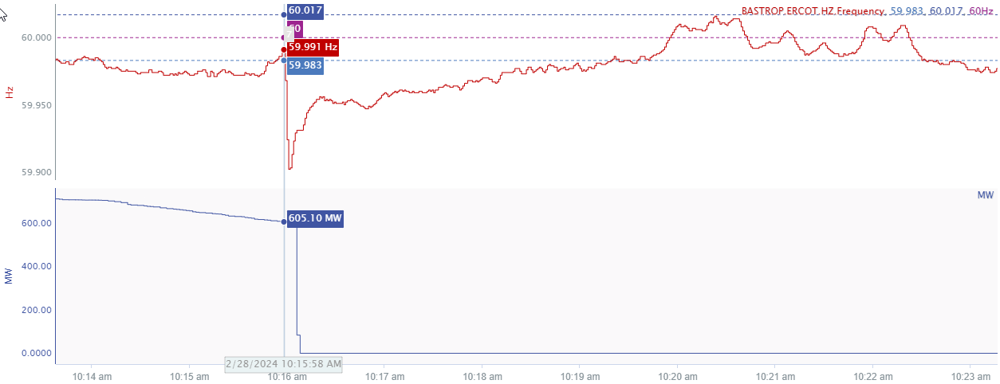 60.017
BASTROP.ERCOT.HZ.Frequency, 59.983, 60.017, 60Hz
60.000
59.991 Hz
59.983
Hz
59.950
59.900
MW
600.00
605.10 MW
400.00
MW
200.00
0.0000
2/28/2024 10:15:58 AM
10:14 am 10:15 am 10:16 am 10:17 am 10:18 am 10:19 am 10:20 am 10:21 am 10:22 am 10:23 am